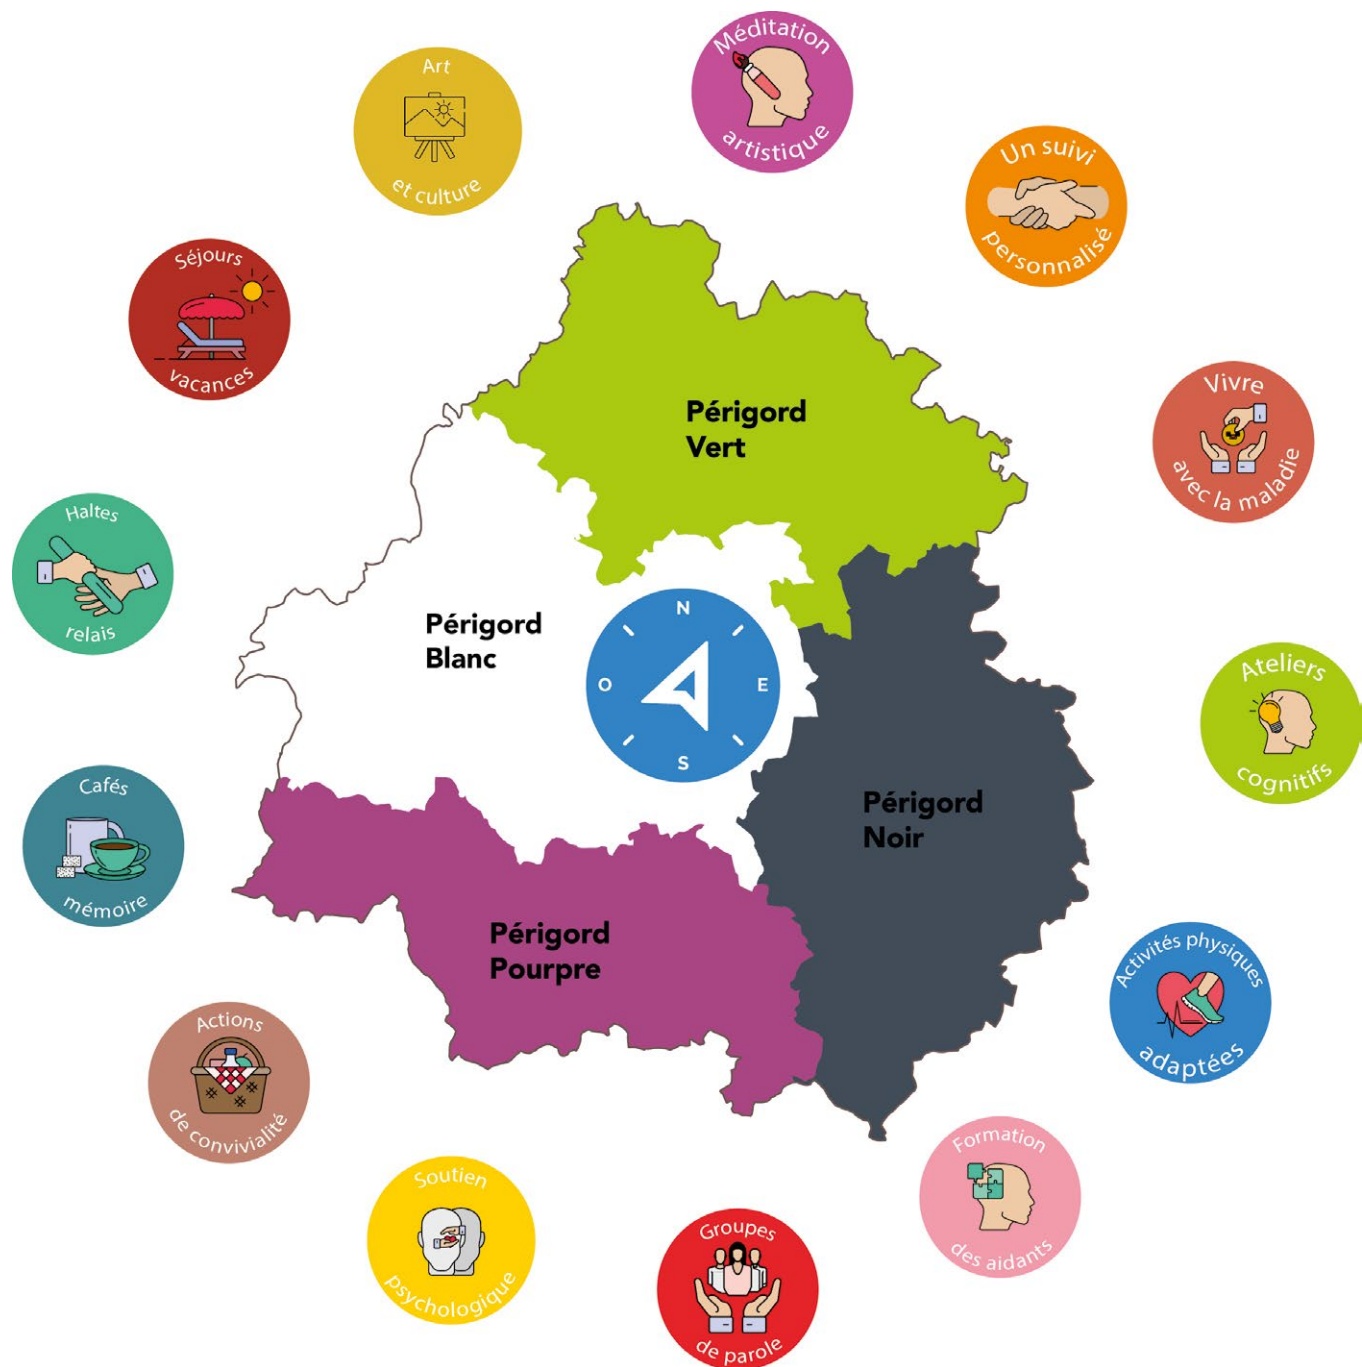 Méditation
artistique
Art
et culture
Un suivi
personnalisé
Séjours
vacances
Vivre
avec la maladie
Périgord
Vert
Haltes
relais
Périgord
Blanc
N
O
E
S
Ateliers
cognitifs
Périgord
Noir
Cafés
mémoire
Périgord
Pourpre
Activités physiques
adaptées
Actions
de convivialité
Formation
des aidants
Soutien
psychologique
Groupes
de parole